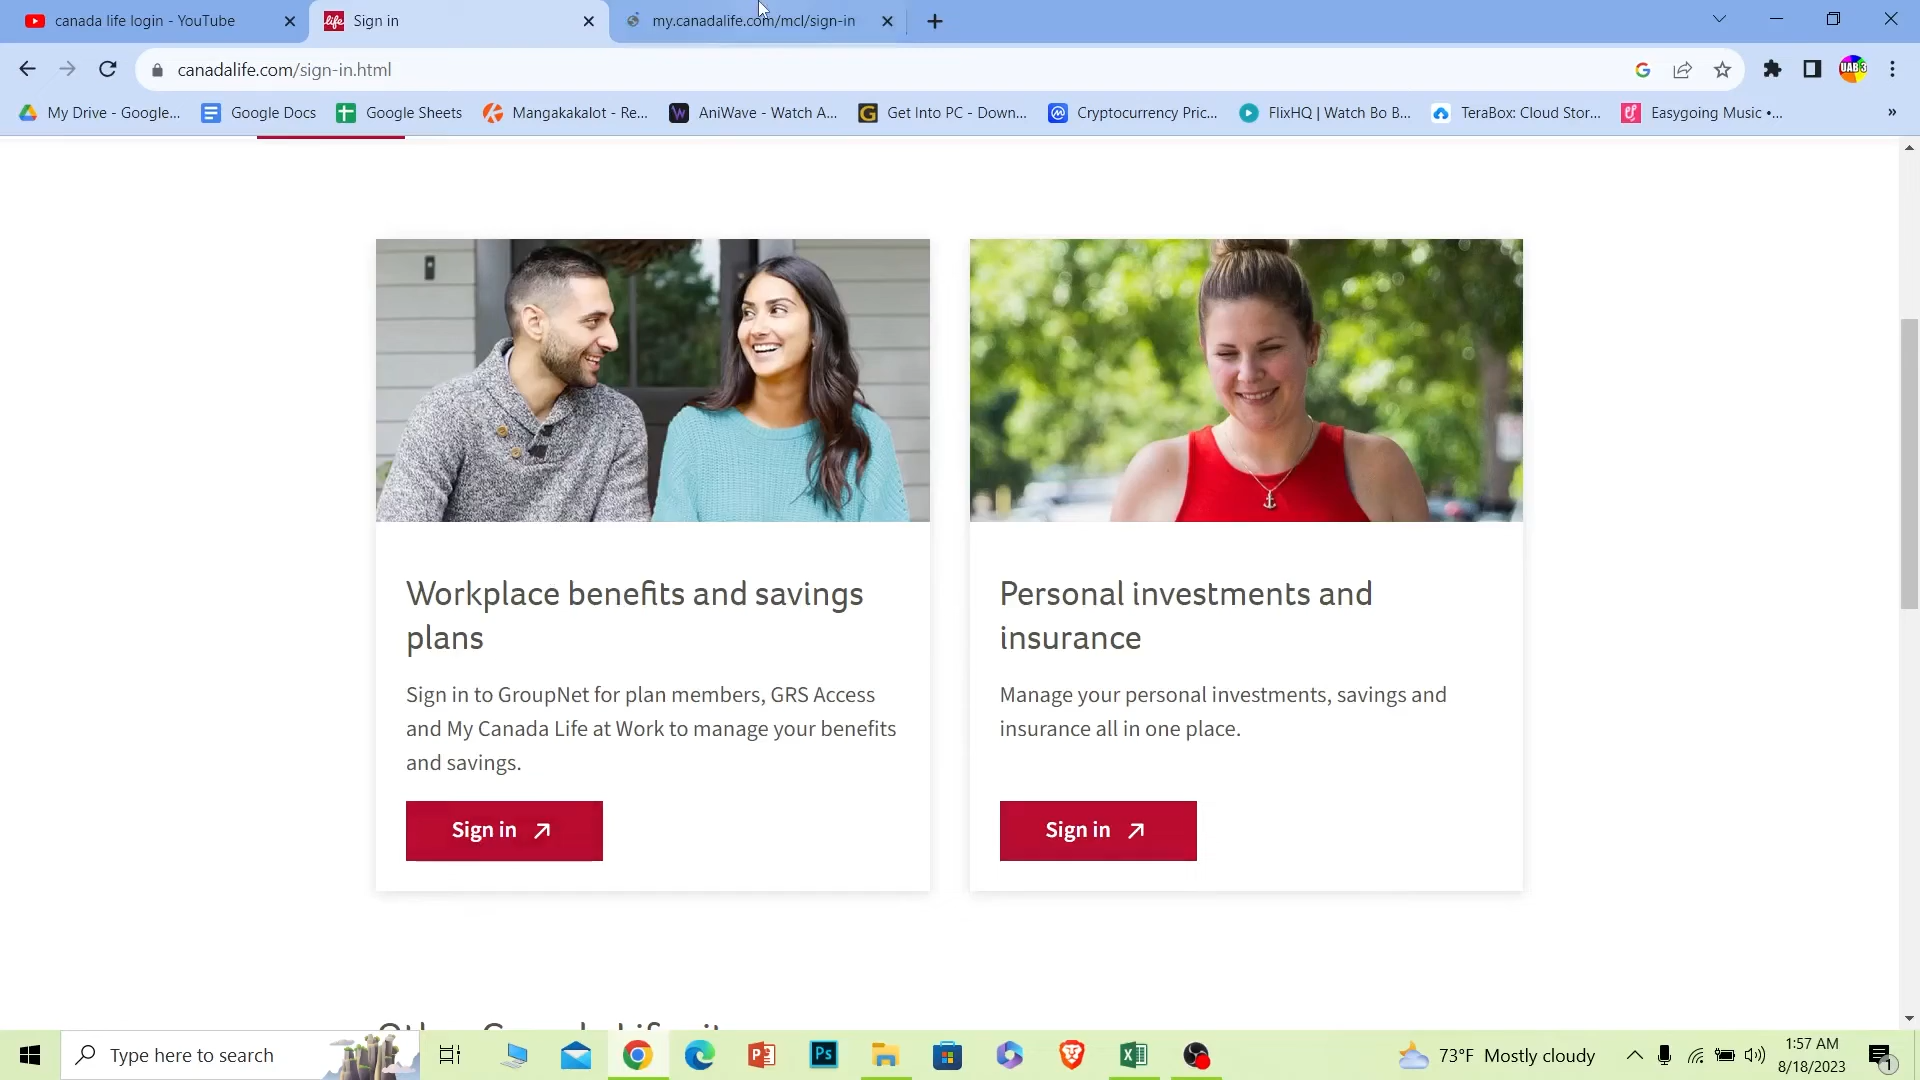 canada life login - YouTube
life
Sign in
my.canadalife.com/mcl/sign-in
canadalife.com/sign-in.html
UAB 3
My Drive - Google...
Google Docs
Google Sheets
Mangakakalot - Re...
AniWave - Watch A...
Get Into PC - Down...
Cryptocurrency Pric...
FlixHQ | Watch Bo B...
TeraBox: Cloud Stor...
Easygoing Music •...
»
Workplace benefits and savings
plans
Sign in to GroupNet for plan members, GRS Access
and My Canada Life at Work to manage your benefits
and savings.
Sign in
Personal investments and
insurance
Manage your personal investments, savings and
insurance all in one place.
Sign in
Type here to search
Ps
73°F Mostly cloudy
1:57 AM
8/18/2023
1